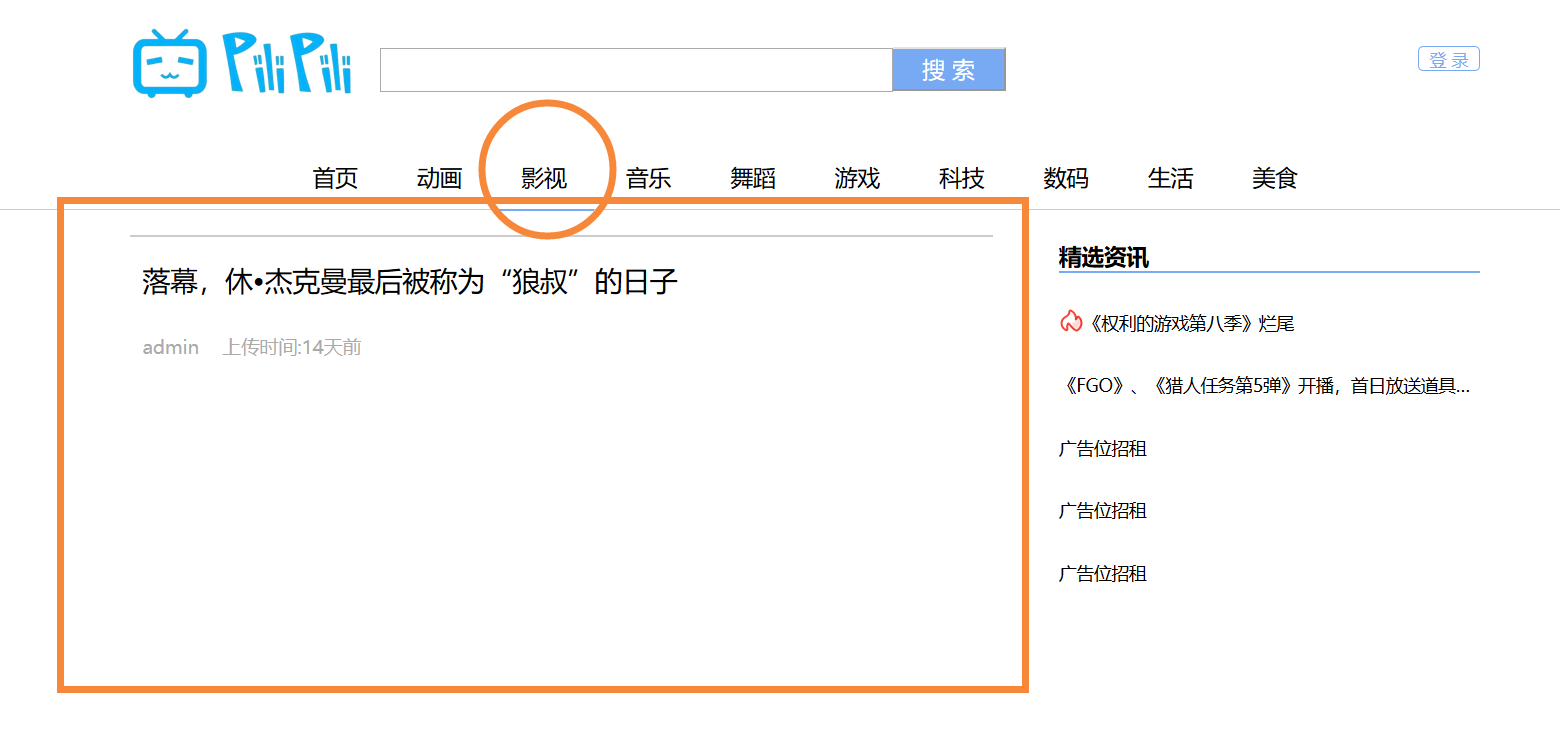 PiliPili
搜 索
登 录
首页 动画 影视 音乐 舞蹈 游戏 科技 数码 生活 美食
落幕，休•杰克曼最后被称为“狼叔”的日子
admin 上传时间:14天前
精选资讯
《权利的游戏第八季》烂尾
《FGO》、《猎人任务第5弹》开播，首日放送道具...
广告位招租
广告位招租
广告位招租